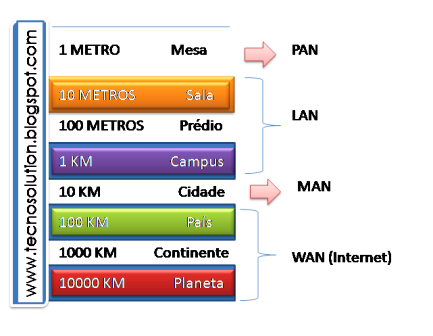 www.techosolution.blogspot.com
1 METRO Mesa PAN
10 METROS Sala
LAN
100 METROS Prédio
1 KM Campus
10 KM Cidade MAN
100 KM País
1000 KM Continente WAN (Internet)
10000 KM Planeta